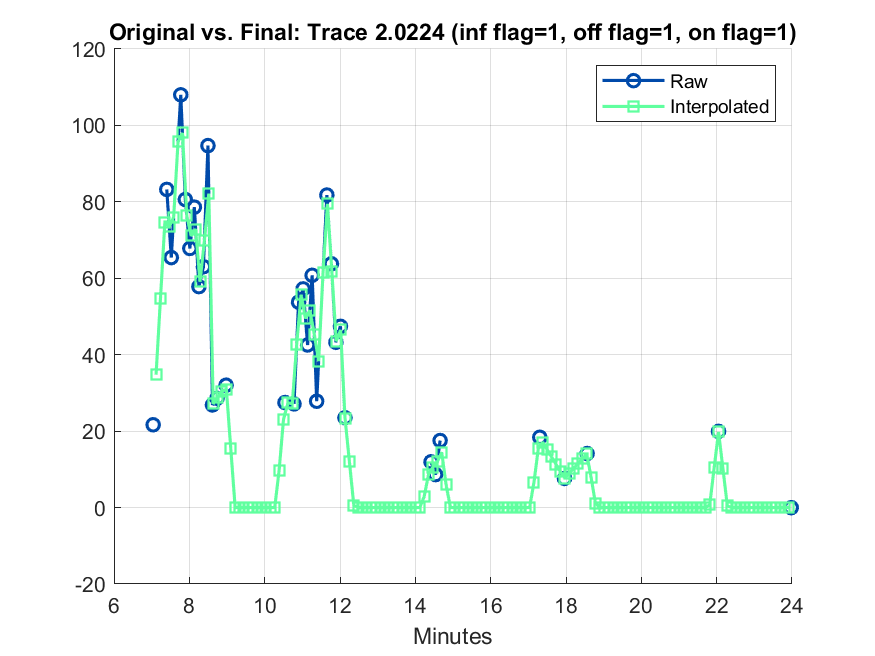 Original vs. Final: Trace 2.0224 (inf flag=1, off flag=1, on flag=1)
120
100
80
60
40
20
0
-20
Raw
Interpolated
6 8 10 12 14 16 18 20 22 24
Minutes